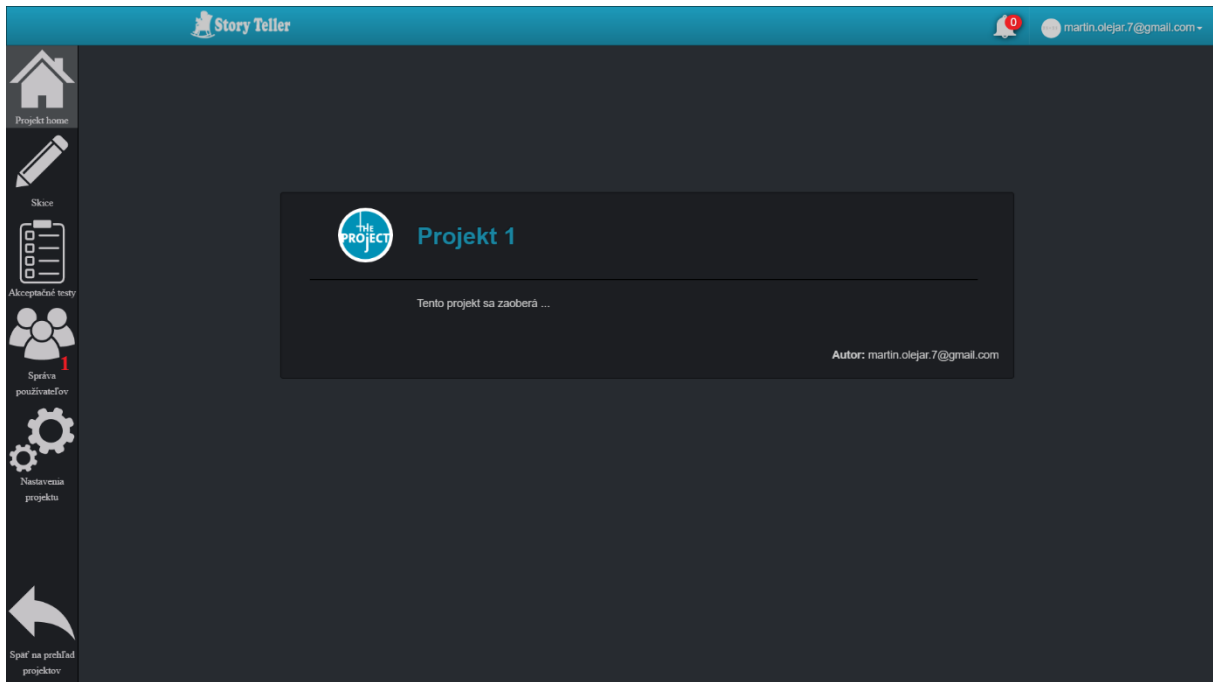 Story Teller
0
martin.olejar.7@gmail.com
Projekt home
Skice
Akceptačné testy
1
Správa
používateľov
Nastavenia
projektu
Späť na prehľad
projektov
THE
PROJECT
Projekt 1
Tento projekt sa zaoberá ...
Autor: martin.olejar.7@gmail.com